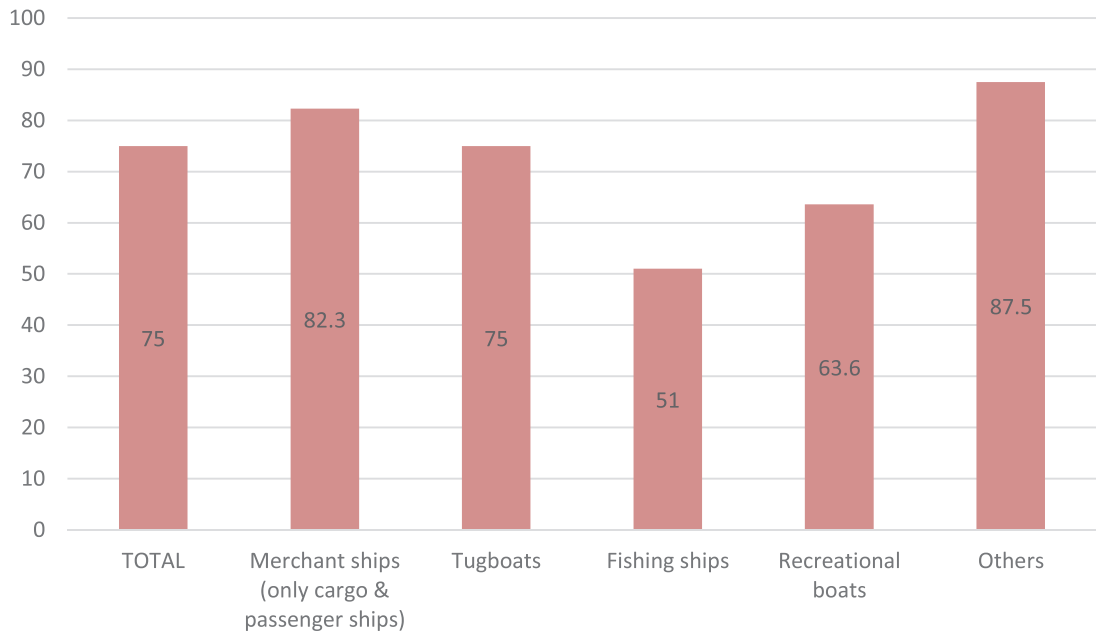 100
90
80
70
60
50
40
30
20
10
0
75
82.3
75
51
63.6
87.5
TOTAL
Merchant ships
(only cargo &
passenger ships)
Tugboats
Fishing ships
Recreational
boats
Others